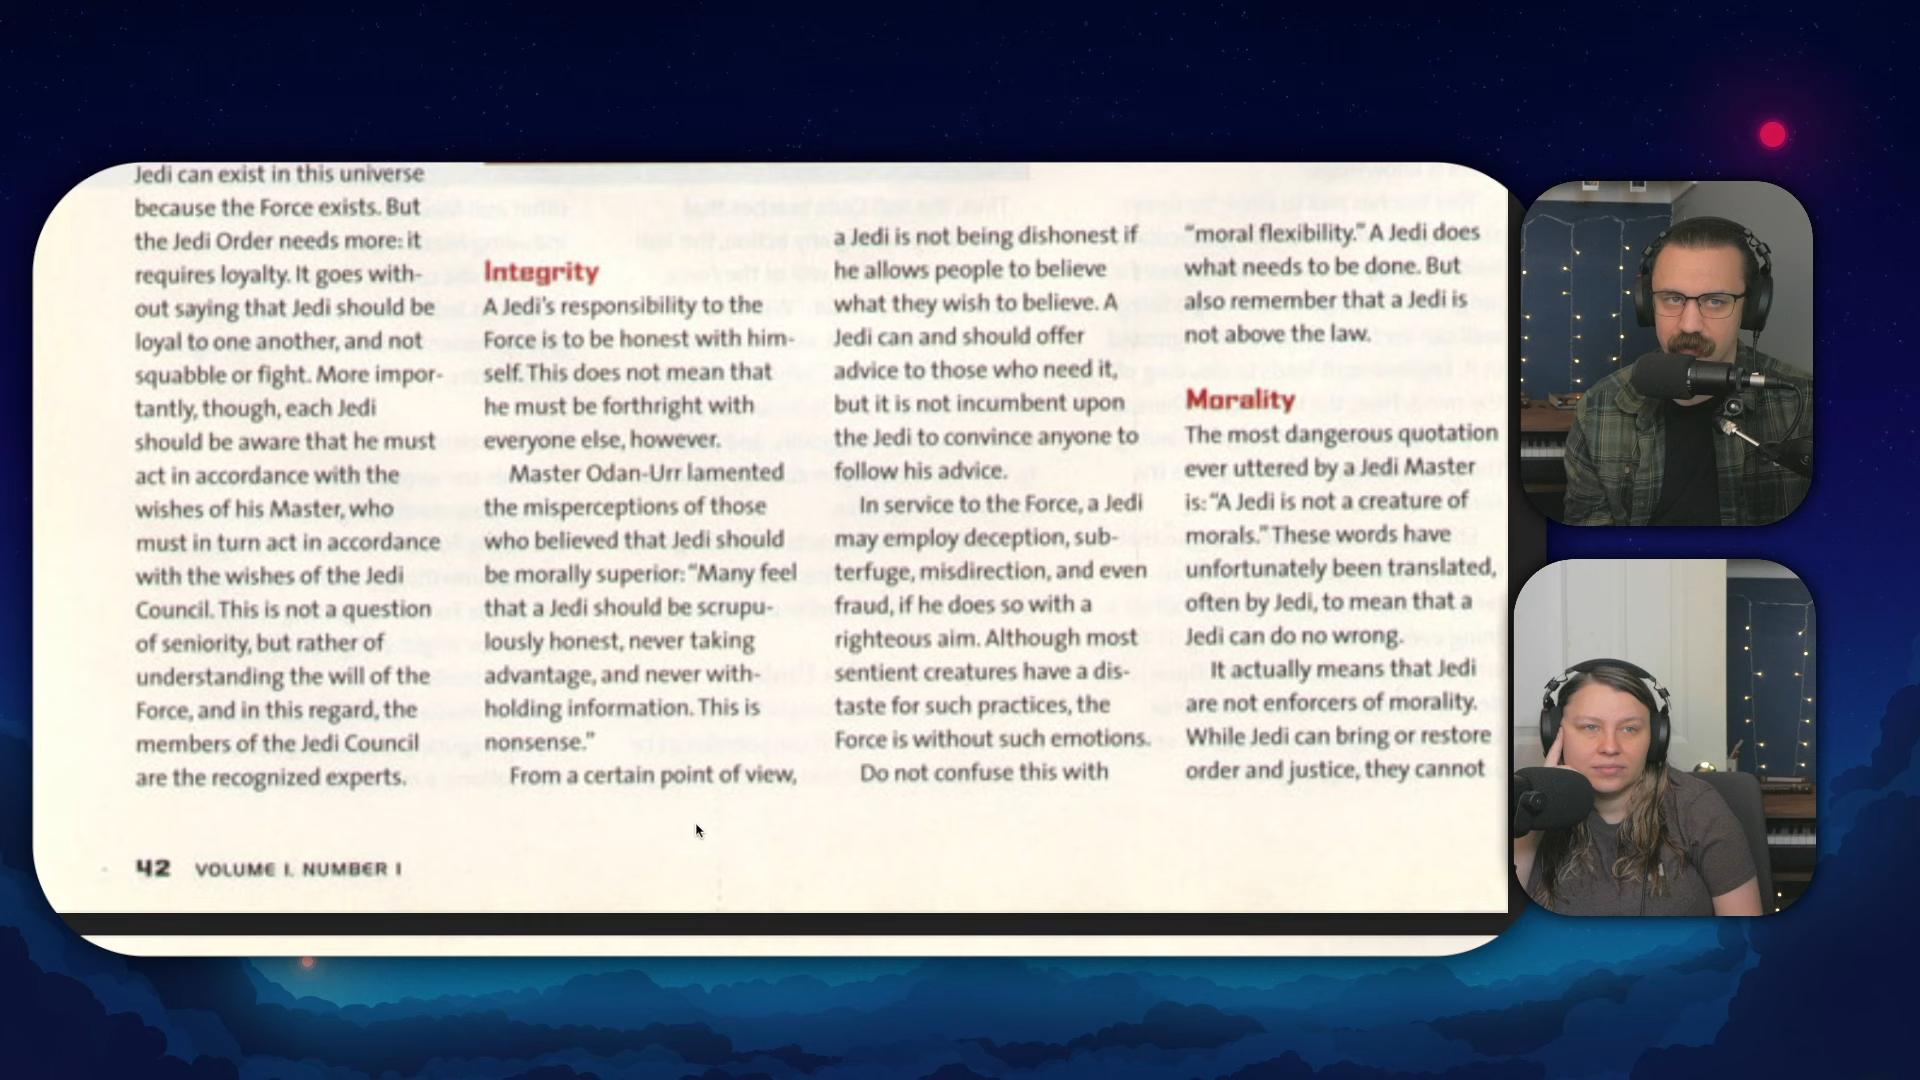 Jedi can exist in this universe
because the Force exists. But
the Jedi Order needs more: it
requires loyalty. It goes with-
out saying that Jedi should be
loyal to one another, and not
squabble or fight. More impor-
tantly, though, each Jedi
should be aware that he must
act in accordance with the
wishes of his Master, who
must in turn act in accordance
with the wishes of the Jedi
Council. This is not a question
of seniority, but rather of
understanding the will of the
Force, and in this regard, the
members of the Jedi Council
are the recognized experts.
Integrity
A Jedi's responsibility to the
Force is to be honest with him-
self. This does not mean that
he must be forthright with
everyone else, however.
Master Odan-Urr lamented
the misperceptions of those
who believed that Jedi should
be morally superior: "Many feel
that a Jedi should be scrupu-
lously honest, never taking
advantage, and never with-
holding information. This is
nonsense."
From a certain point of view,
a Jedi is not being dishonest if
he allows people to believe
what they wish to believe. A
Jedi can and should offer
advice to those who need it,
but it is not incumbent upon
the Jedi to convince anyone to
follow his advice.
In service to the Force, a Jedi
may employ deception, sub-
terfuge, misdirection, and even
fraud, if he does so with a
righteous aim. Although most
sentient creatures have a dis-
taste for such practices, the
Force is without such emotions.
Do not confuse this with
"moral flexibility." A Jedi does
what needs to be done. But
also remember that a Jedi is
not above the law.
Morality
The most dangerous quotation
ever uttered by a Jedi Master
is: "A Jedi is not a creature of
morals." These words have
unfortunately been translated,
often by Jedi, to mean that a
Jedi can do no wrong.
It actually means that Jedi
are not enforcers of morality.
While Jedi can bring or restore
order and justice, they cannot
42 VOLUME I, NUMBER I